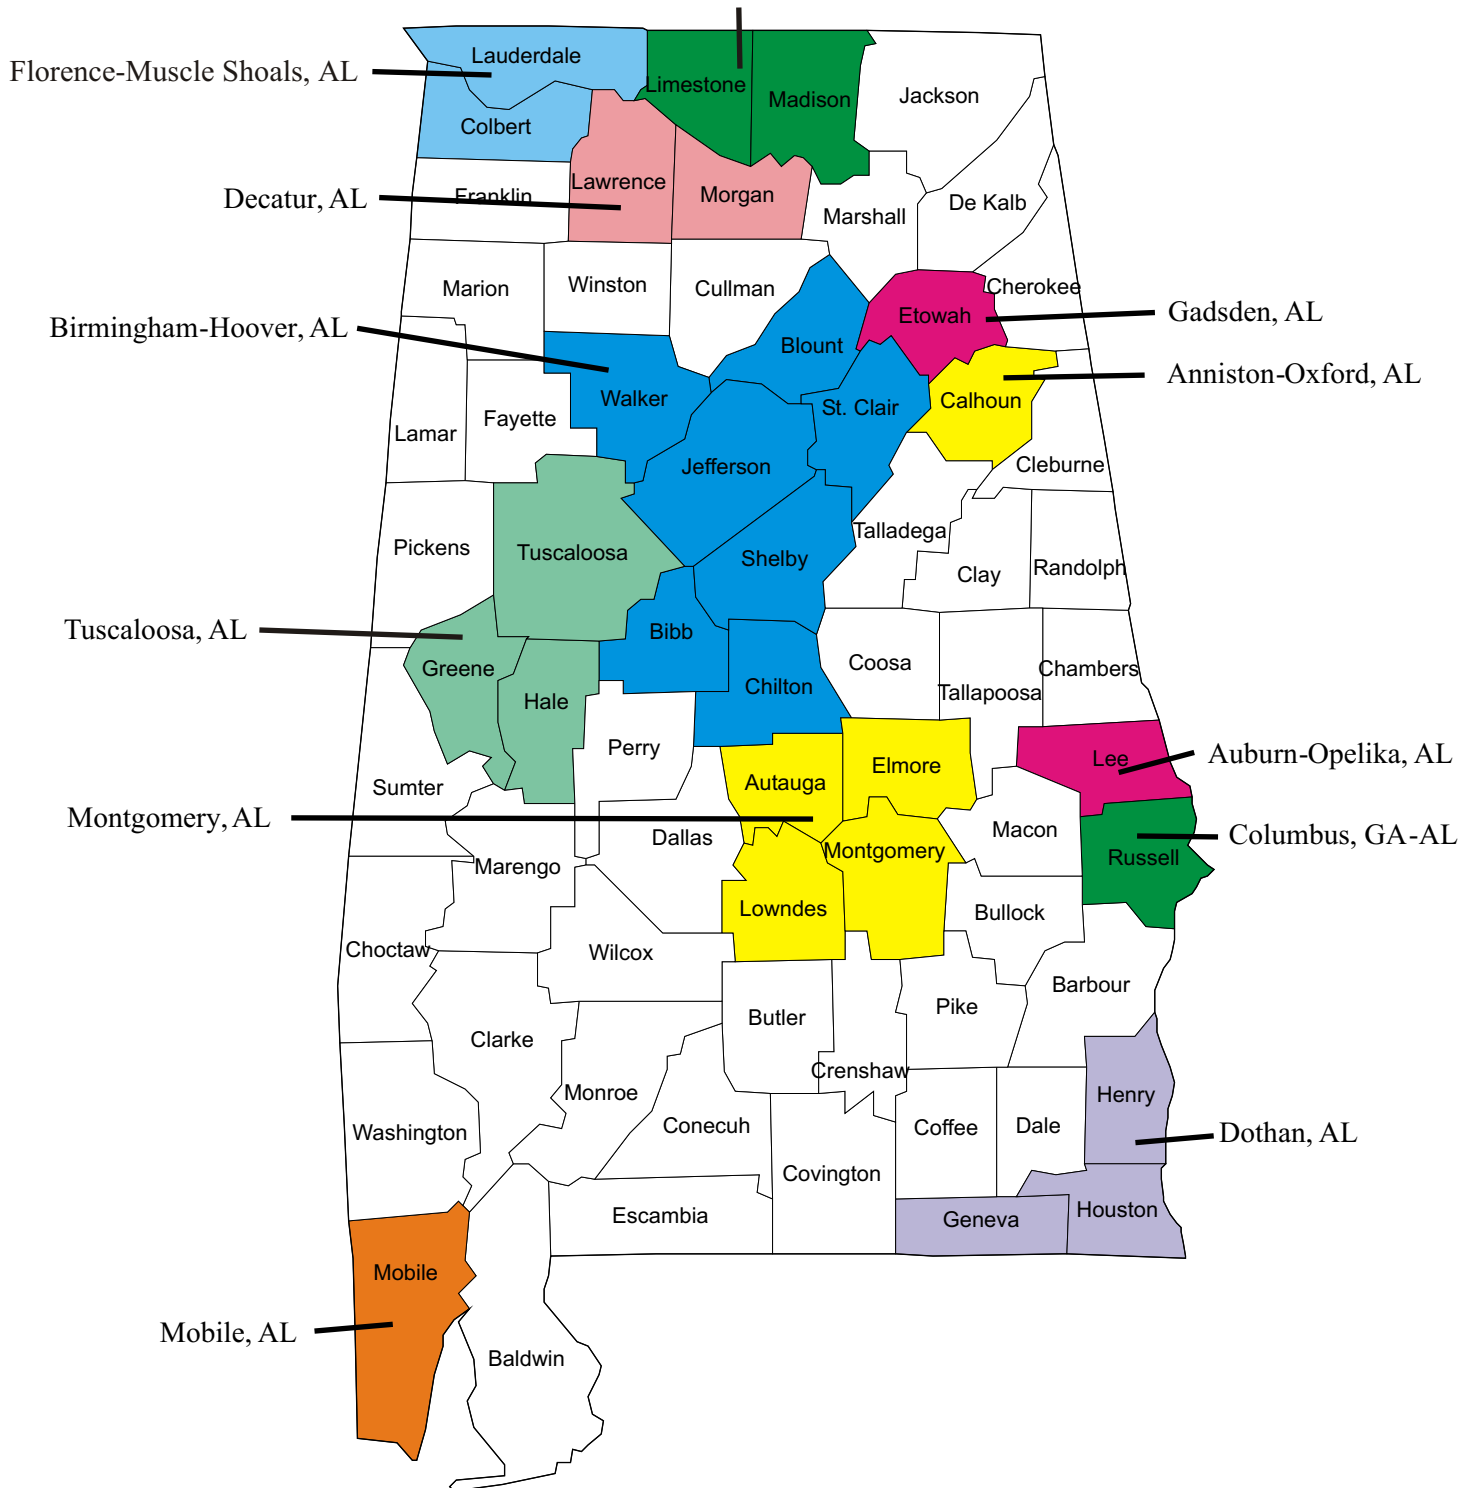 Lauderdale
Florence-Muscle Shoals, AL
Limestone
Madison
Jackson
Colbert
Decatur, AL
Franklin
Lawrence
Morgan
Marshall
De Kalb
Marion
Winston
Cullman
Cherokee
Etowah
Gadsden, AL
Birmingham-Hoover, AL
Blount
Anniston-Oxford, AL
Walker
St. Clair
Calhoun
Lamar
Fayette
Jefferson
Cleburne
Pickens
Tuscaloosa
Talladega
Shelby
Clay
Randolph
Tuscaloosa, AL
Bibb
Greene
Coosa
Chambers
Hale
Chilton
Tallapoosa
Perry
Lee
Auburn-Opelika, AL
Sumter
Autauga
Elmore
Montgomery, AL
Dallas
Macon
Columbus, GA-AL
Marengo
Montgomery
Russell
Lowndes
Bullock
Choctaw
Wilcox
Barbour
Butler
Pike
Clarke
Crenshaw
Monroe
Henry
Washington
Conecuh
Coffee
Dale
Dothan, AL
Covington
Escambia
Geneva
Houston
Mobile
Mobile, AL
Baldwin